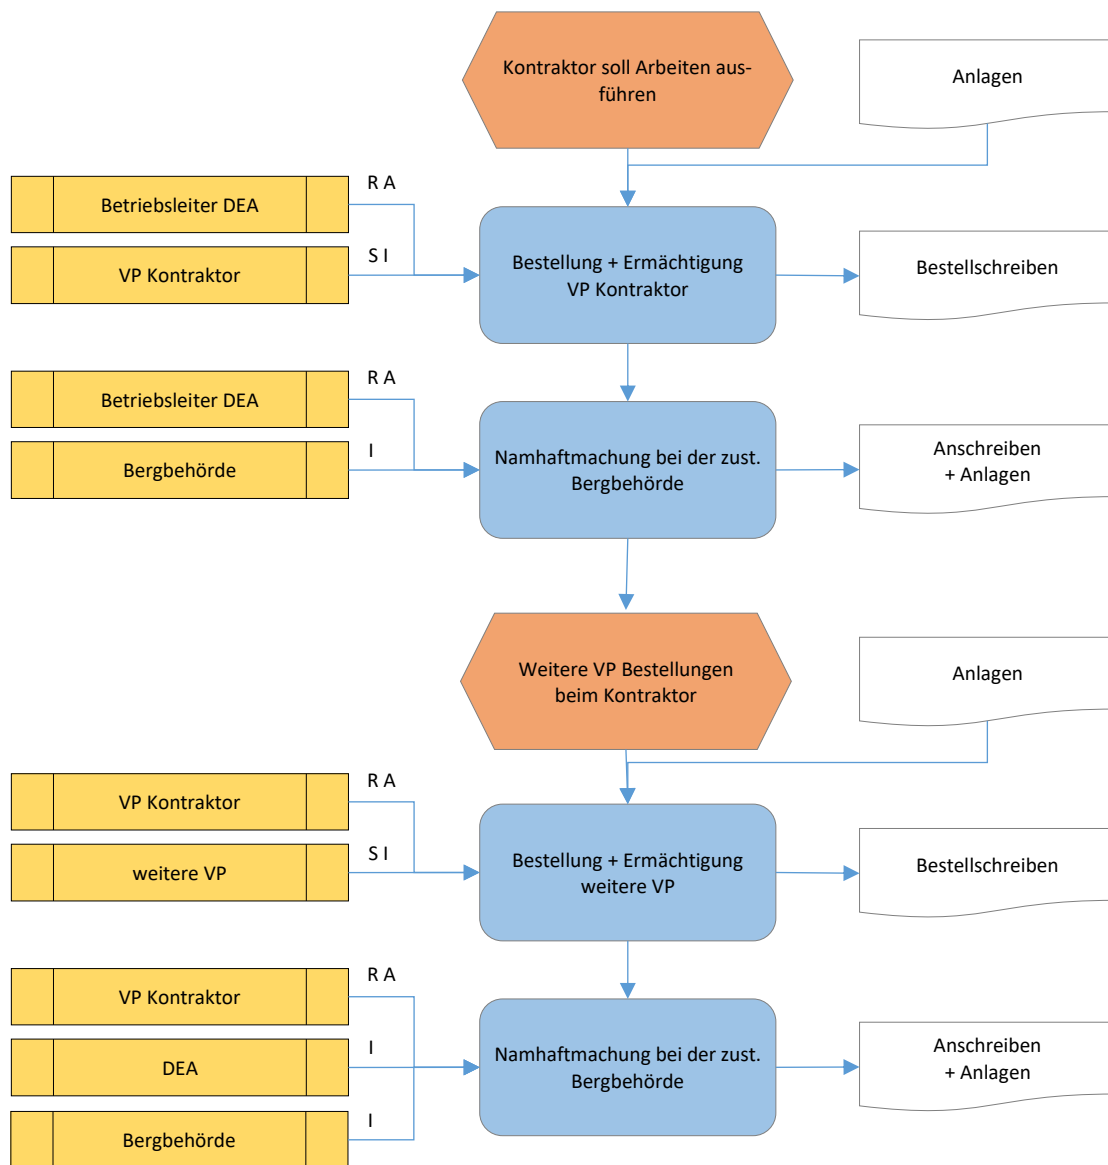 Kontraktor soll Arbeiten aus-
führen
Anlagen
R A
Betriebsleiter DEA
S I
VP Kontraktor
Bestellung + Ermächtigung
VP Kontraktor
Bestellschreiben
R A
Betriebsleiter DEA
I
Bergbehörde
Namhaftmachung bei der zust.
Bergbehörde
Anschreiben
+ Anlagen
Weitere VP Bestellungen
beim Kontraktor
Anlagen
R A
VP Kontraktor
S I
weitere VP
Bestellung + Ermächtigung
weitere VP
Bestellschreiben
R A
VP Kontraktor
I
DEA
I
Bergbehörde
Namhaftmachung bei der zust.
Bergbehörde
Anschreiben
+ Anlagen